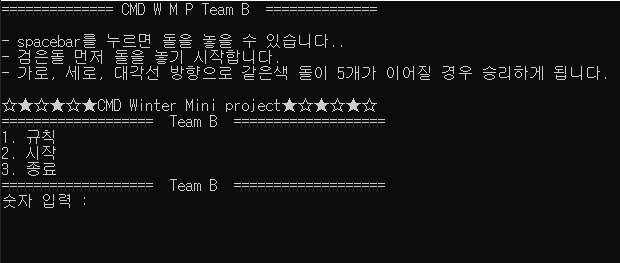 ============== CMD W M P Team B  ==============
- spacebar를 누르면 돌을 놓을 수 있습니다..
- 검은돌 먼저 돌을 놓기 시작합니다.
- 가로, 세로, 대각선 방향으로 같은색 돌이 5개가 이어질 경우 승리하게 됩니다.
☆★☆★☆★CMD Winter Mini project★☆★☆★☆
===================  Team B  ===================
1. 규칙
2. 시작
3. 종료
===================  Team B  ===================
숫자 입력 :